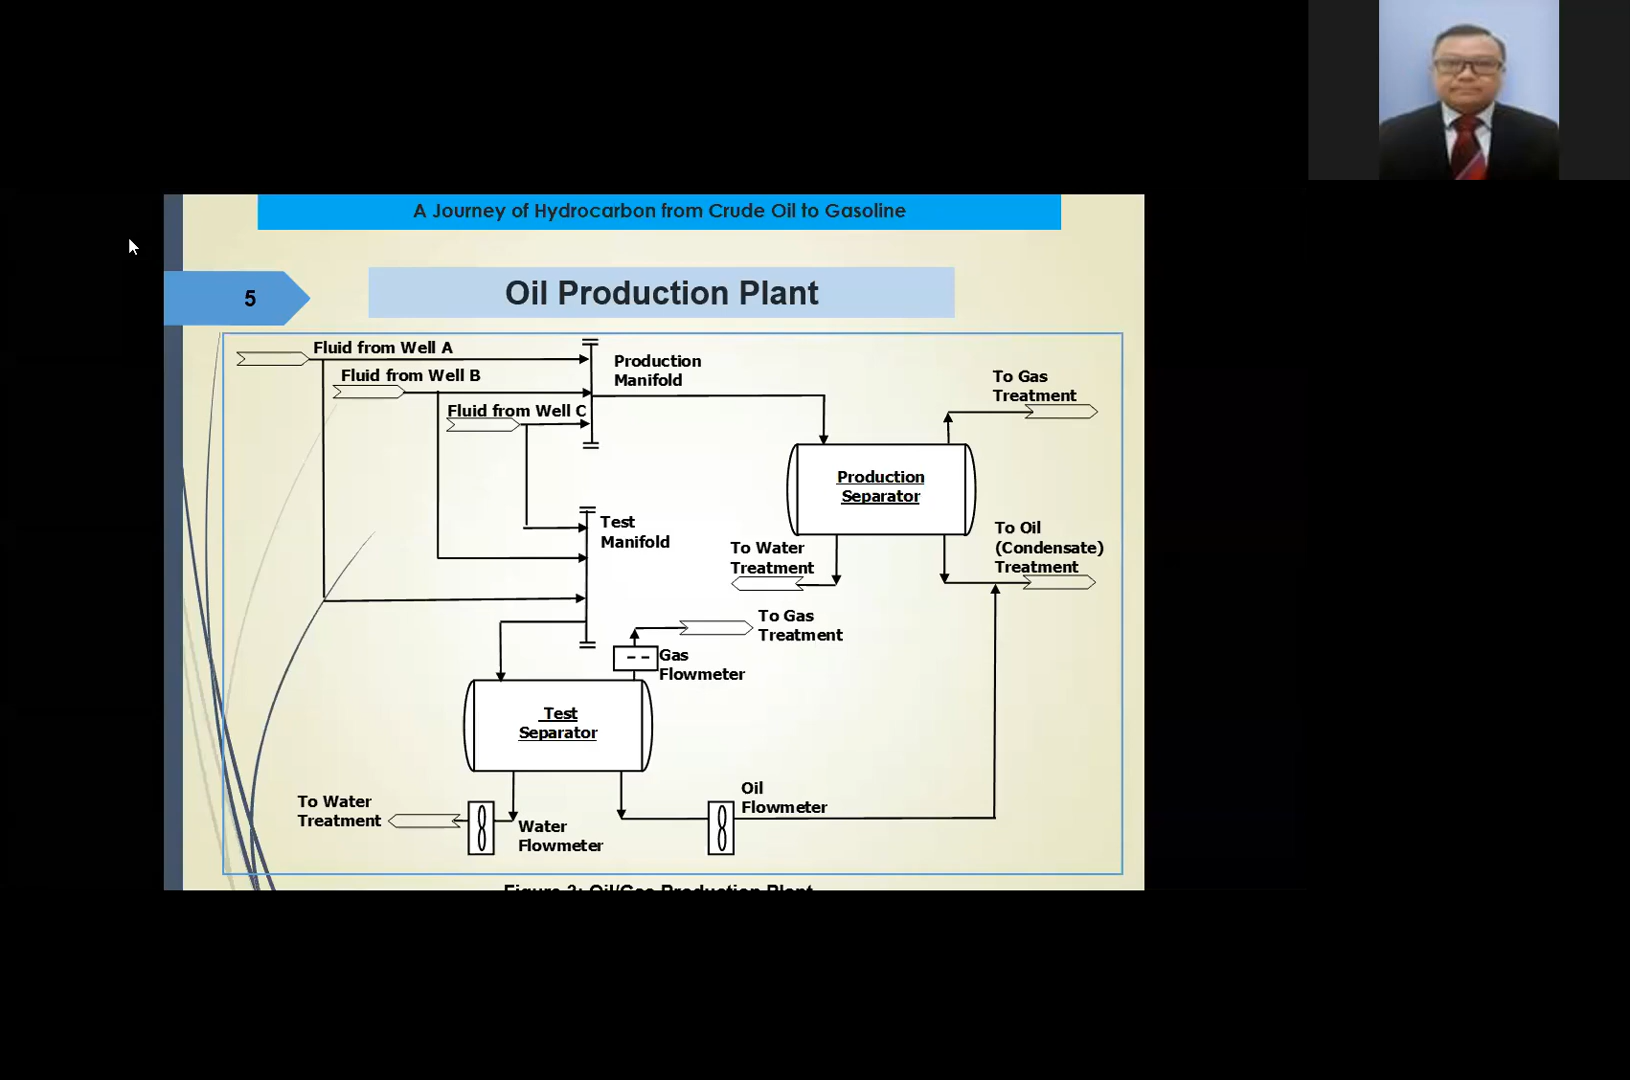 A Journey of Hydrocarbon from Crude Oil to Gasoline
5
Oil Production Plant
Fluid from Well A
Fluid from Well B
Fluid from Well C
Production
Manifold
To Gas
Treatment
Production
Separator
Test
Manifold
To Water
Treatment
To Oil
(Condensate)
Treatment
To Gas
Treatment
Gas
Flowmeter
Test
Separator
To Water
Treatment
Water
Flowmeter
Oil
Flowmeter
Oil/Gas Production Plant